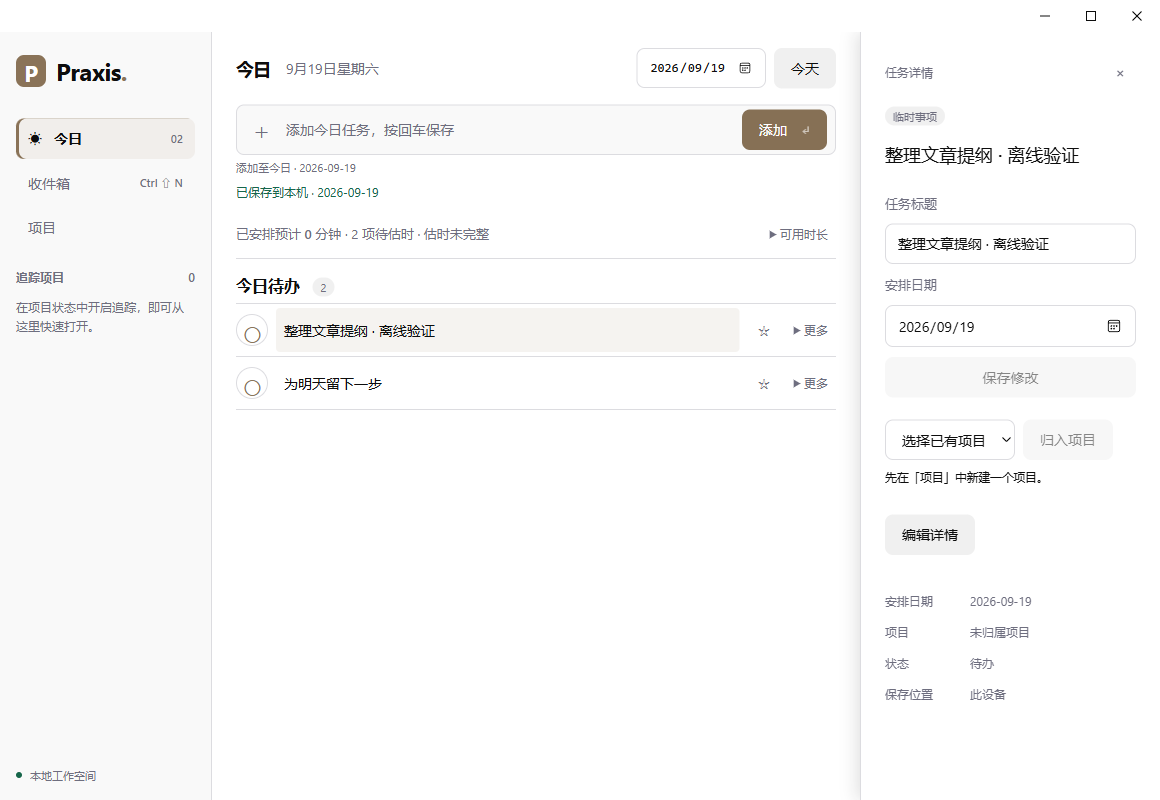 Praxis.
今日 02
收件箱 Ctrl ⇧ N
项目
追踪项目 0
在项目状态中开启追踪，即可从
这里快速打开。
本地工作空间
今日 9月19日星期六 2026/09/19 今天
添加今日任务，按回车保存 添加
添加至今日 · 2026-09-19
已保存到本机 · 2026-09-19
已安排预计 0 分钟 · 2 项待估时 · 估时未完整 ▶可用时长
今日待办 2
整理文章提纲 · 离线验证 ☆ ▶更多
为明天留下一步 ☆ ▶更多
任务详情 ×
临时事项
整理文章提纲 · 离线验证
任务标题
整理文章提纲 · 离线验证
安排日期
2026/09/19
保存修改
选择已有项目 归入项目
先在「项目」中新建一个项目。
编辑详情
安排日期 2026-09-19
项目 未归属项目
状态 待办
保存位置 此设备